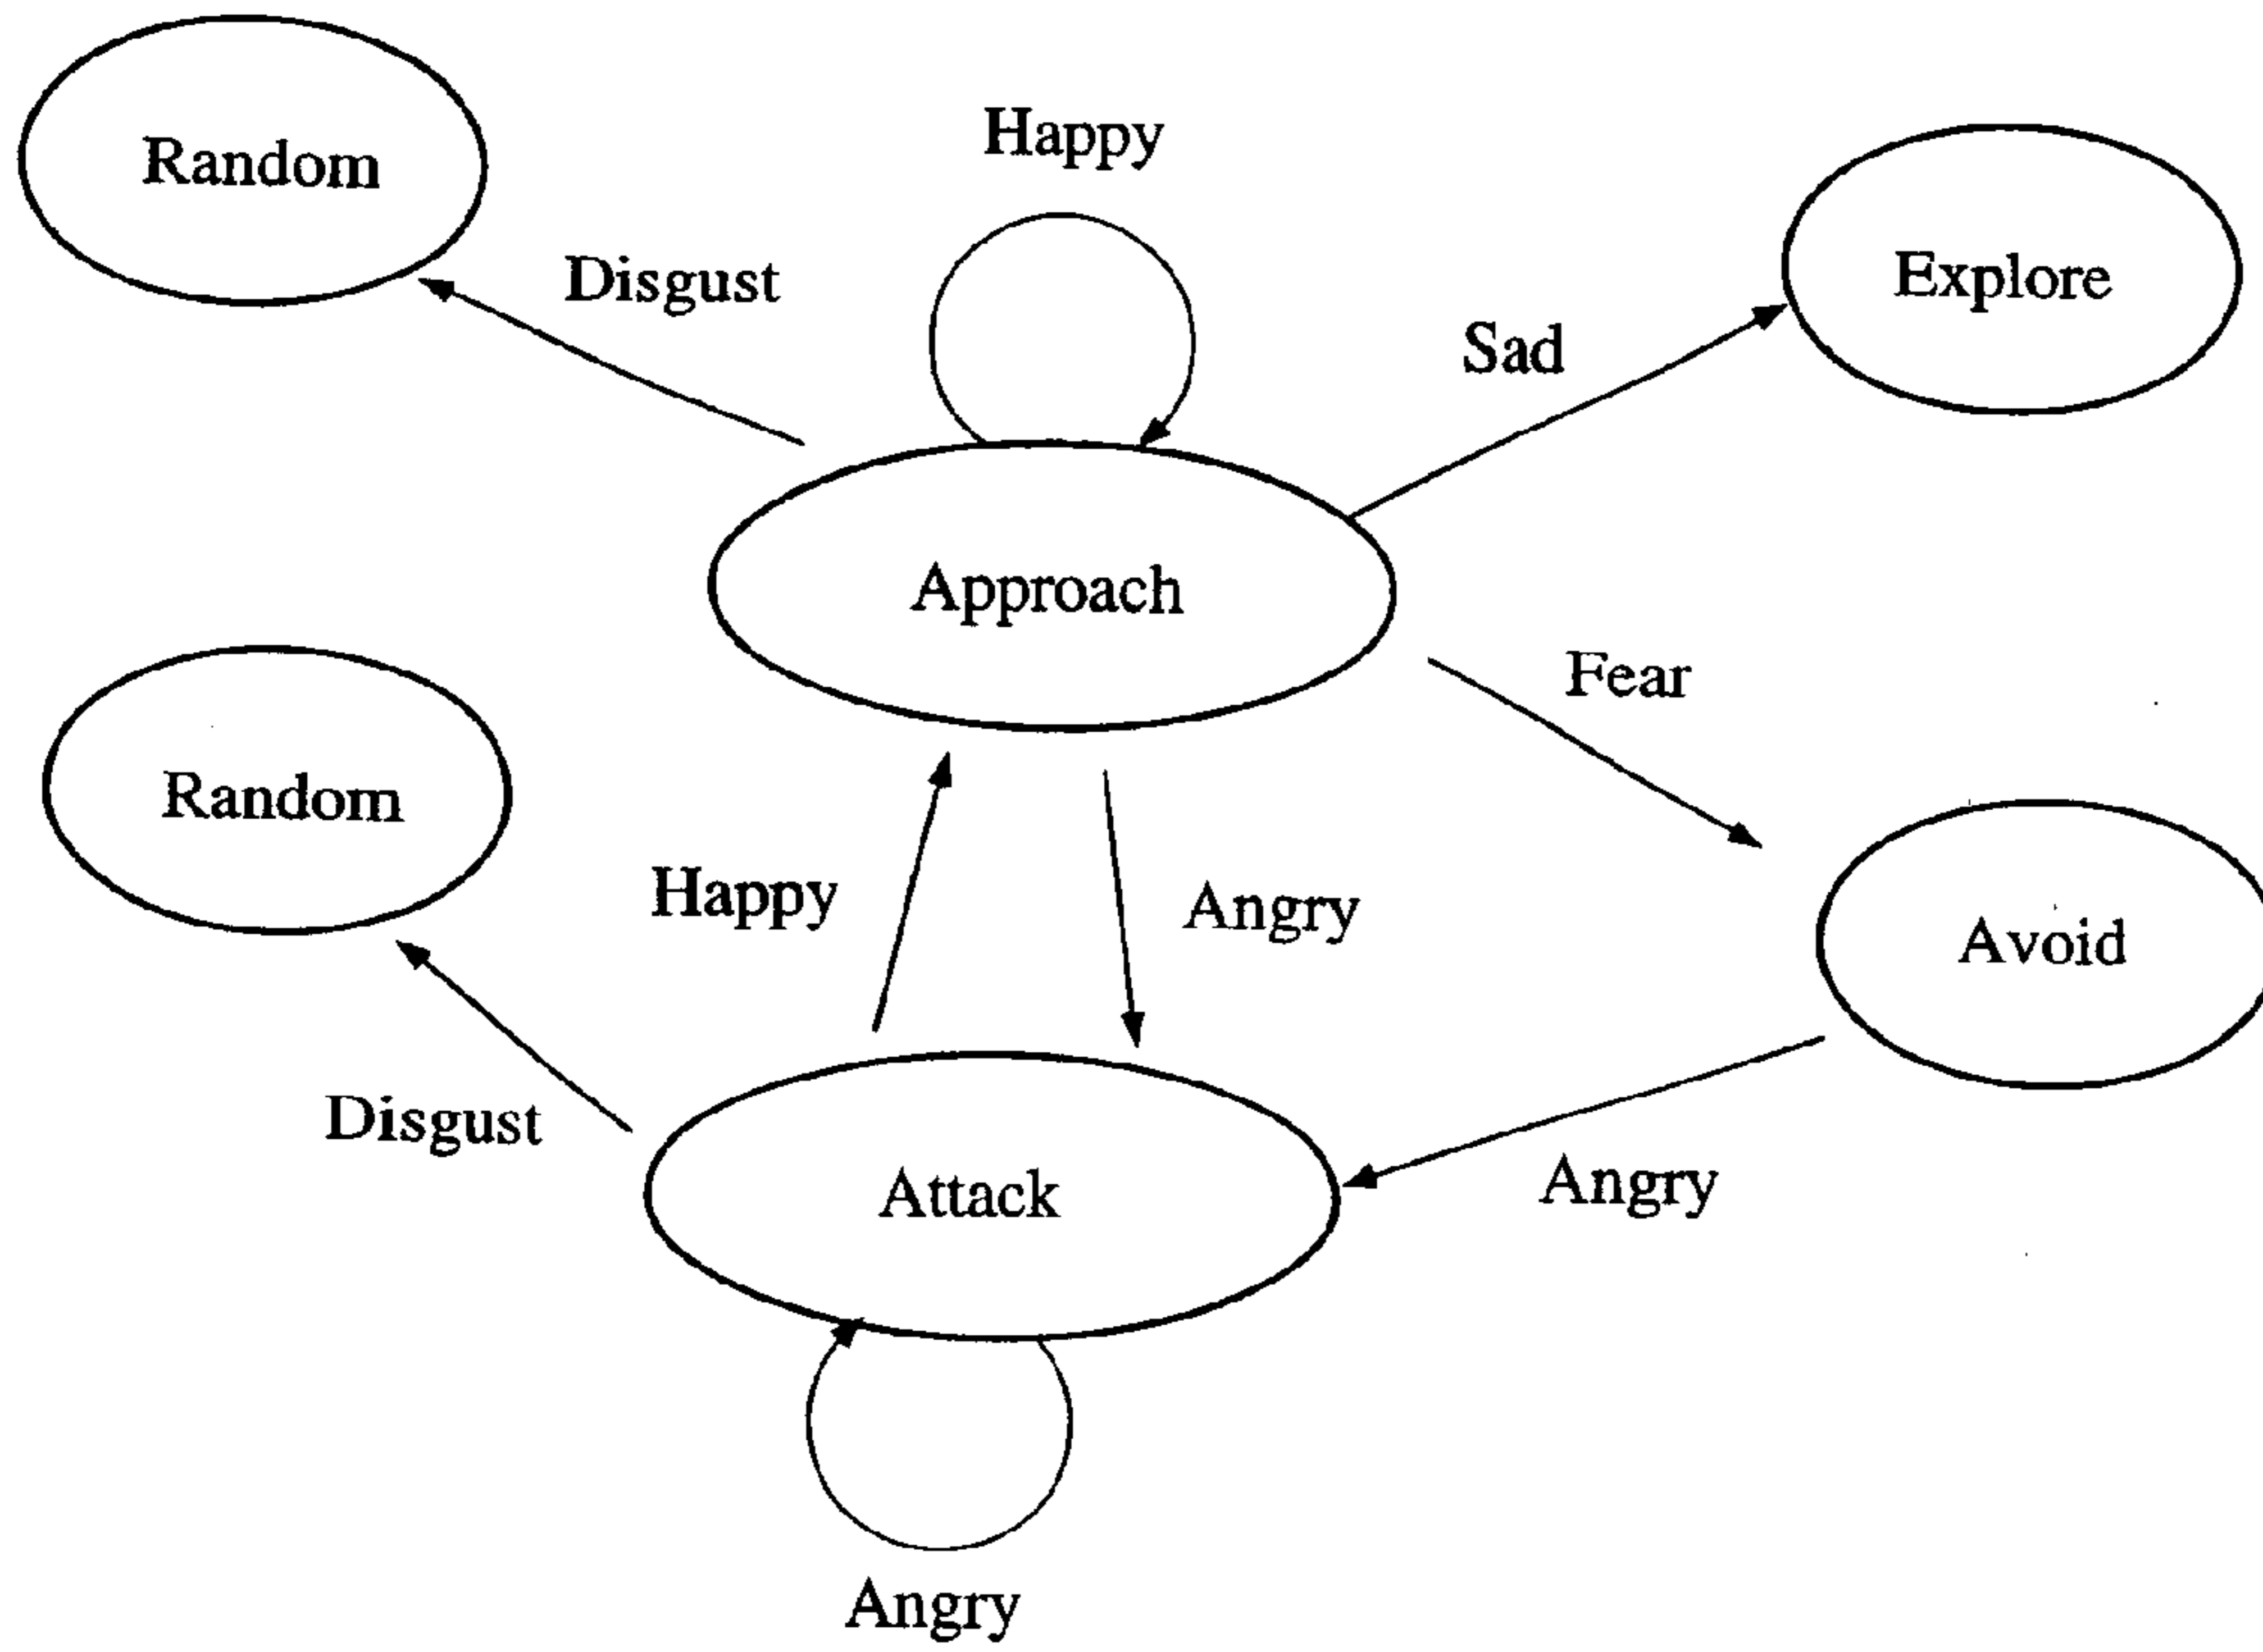 Happy
Random
Explore
Disgust
Sad
Approach
Fear
Random
Happy
Angry
Avoid
Disgust
Attack
Angry
Angry